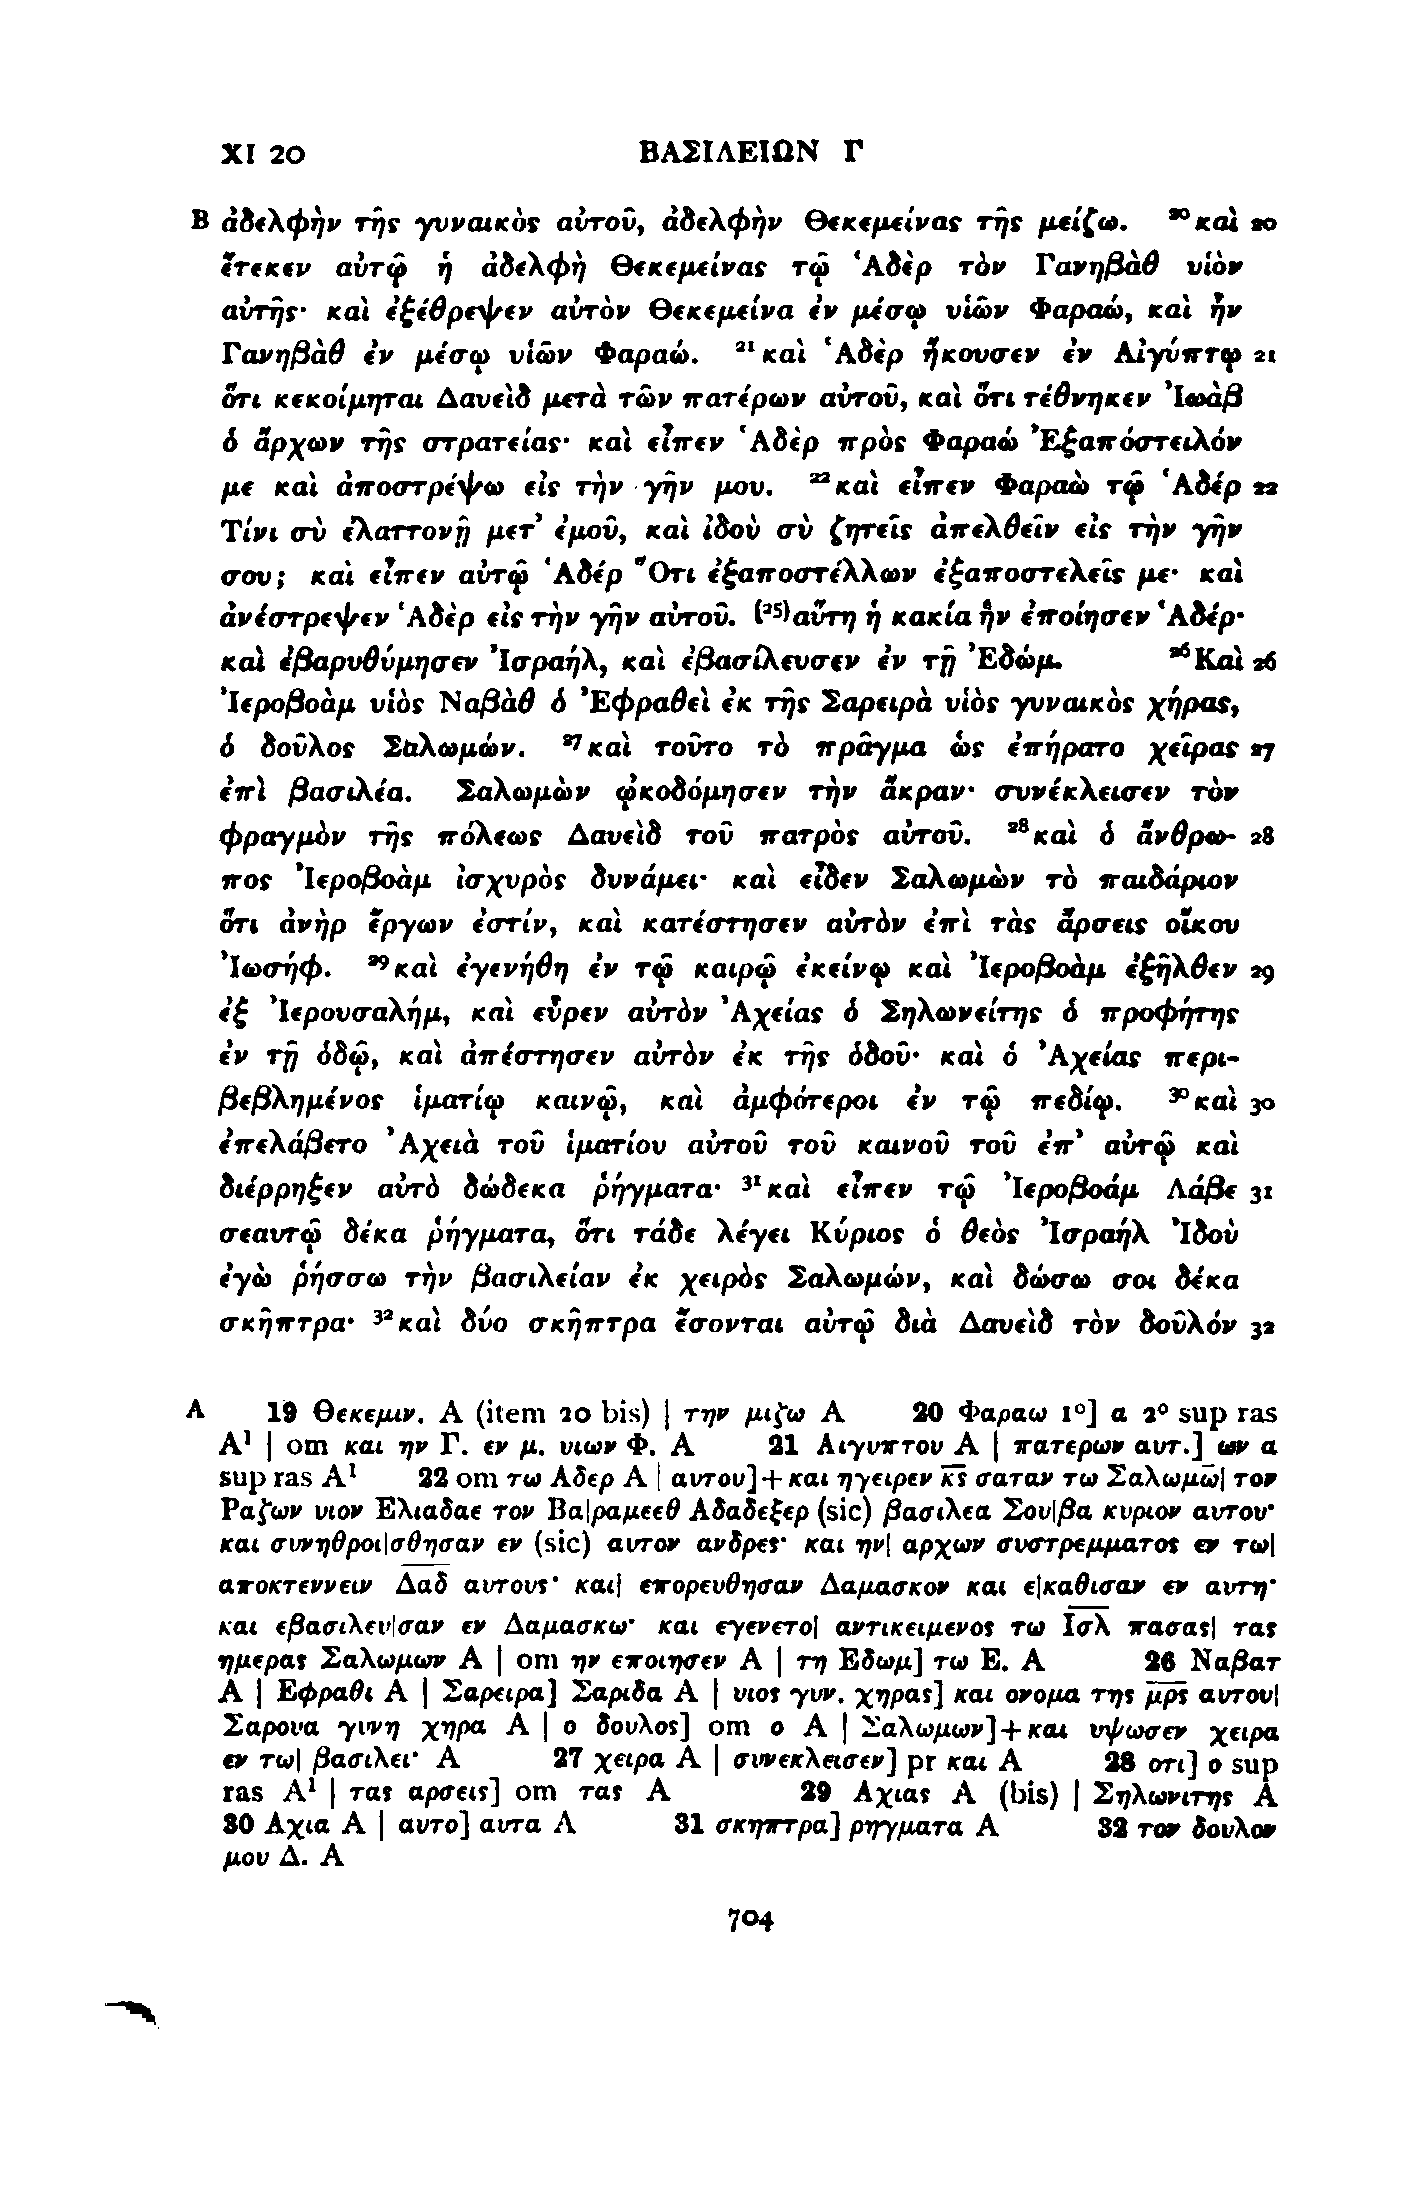 XI 20 ΒΑΣΙΛΕΙΩΝ Γ
B ἀδελφὴν τῆς γυναικὸς αὐτοῦ, ἀδελφὴν Θεκεμείνας τῆς μείζω. ²⁰καὶ 20
ἔτεκεν αὐτῷ ἡ ἀδελφὴ Θεκεμείνας τῷ Ἁδὲρ τὸν Γανηβὰθ υἱὸν
αὐτῆς· καὶ ἐξέθρεψεν αὐτὸν Θεκεμείνα ἐν μέσῳ υἱῶν Φαραώ, καὶ ἦν
Γανηβὰθ ἐν μέσῳ υἱῶν Φαραώ. ²¹καὶ Ἁδὲρ ἤκουσεν ἐν Αἰγύπτῳ 21
ὅτι κεκοίμηται Δαυεὶδ μετὰ τῶν πατέρων αὐτοῦ, καὶ ὅτι τέθνηκεν Ἰωὰβ
ὁ ἄρχων τῆς στρατείας· καὶ εἶπεν Ἁδὲρ πρὸς Φαραώ Ἐξαπόστειλόν
με καὶ ἀποστρέψω εἰς τὴν γῆν μου. ²²καὶ εἶπεν Φαραὼ τῷ Ἁδέρ 22
Τίνι σὺ ἐλαττονῇ μετ᾽ ἐμοῦ, καὶ ἰδοὺ σὺ ζητεῖς ἀπελθεῖν εἰς τὴν γῆν
σου; καὶ εἶπεν αὐτῷ Ἁδέρ Ὅτι ἐξαποστέλλων ἐξαποστελεῖς με· καὶ
ἀνέστρεψεν Ἁδὲρ εἰς τὴν γῆν αὐτοῦ. ⁽²⁵⁾αὕτη ἡ κακία ἣν ἐποίησεν Ἁδέρ·
καὶ ἐβαρυθύμησεν Ἰσραήλ, καὶ ἐβασίλευσεν ἐν τῇ Ἐδώμ. ²⁶Καὶ 26
Ἰεροβοὰμ υἱὸς Ναβὰθ ὁ Ἐφραθεὶ ἐκ τῆς Σαρειρὰ υἱὸς γυναικὸς χήρας,
ὁ δοῦλος Σαλωμών. ²⁷καὶ τοῦτο τὸ πρᾶγμα ὡς ἐπήρατο χεῖρας 27
ἐπὶ βασιλέα. Σαλωμὼν ᾠκοδόμησεν τὴν ἄκραν· συνέκλεισεν τὸν
φραγμὸν τῆς πόλεως Δαυεὶδ τοῦ πατρὸς αὐτοῦ. ²⁸καὶ ὁ ἄνθρω- 28
πος Ἰεροβοὰμ ἰσχυρὸς δυνάμει· καὶ εἶδεν Σαλωμὼν τὸ παιδάριον
ὅτι ἀνὴρ ἔργων ἐστίν, καὶ κατέστησεν αὐτὸν ἐπὶ τὰς ἄρσεις οἴκου
Ἰωσήφ. ²⁹καὶ ἐγενήθη ἐν τῷ καιρῷ ἐκείνῳ καὶ Ἰεροβοὰμ ἐξῆλθεν 29
ἐξ Ἰερουσαλήμ, καὶ εὗρεν αὐτὸν Ἀχείας ὁ Σηλωνείτης ὁ προφήτης
ἐν τῇ ὁδῷ, καὶ ἀπέστησεν αὐτὸν ἐκ τῆς ὁδοῦ· καὶ ὁ Ἀχείας περι-
βεβλημένος ἱματίῳ καινῷ, καὶ ἀμφότεροι ἐν τῷ πεδίῳ. ³⁰καὶ 30
ἐπελάβετο Ἀχειὰ τοῦ ἱματίου αὐτοῦ τοῦ καινοῦ τοῦ ἐπ᾽ αὐτῷ καὶ
διέρρηξεν αὐτὸ δώδεκα ῥήγματα· ³¹καὶ εἶπεν τῷ Ἰεροβοάμ Λάβε 31
σεαυτῷ δέκα ῥήγματα, ὅτι τάδε λέγει Κύριος ὁ θεὸς Ἰσραήλ Ἰδοὺ
ἐγὼ ῥήσσω τὴν βασιλείαν ἐκ χειρὸς Σαλωμών, καὶ δώσω σοι δέκα
σκῆπτρα· ³²καὶ δύο σκῆπτρα ἔσονται αὐτῷ διὰ Δαυεὶδ τὸν δοῦλόν 32
A 19 Θεκεμιν. A (item 20 bis) | την μιζω A 20 Φαραω 1°] α 2° sup ras
A¹ | om και ην Γ. εν μ. υιων Φ. A 21 Αιγυπτου A | πατερων αυτ.] ων α
sup ras A¹ 22 om τω Αδερ A | αυτου]+και ηγειρεν κ̅ς̅ σαταν τω Σαλωμω̅| τον
Ραζων υιον Ελιαδαε τον Βα|ραμεεθ Αδαδεξερ (sic) βασιλεα Σου|βα κυριον αυτου·
και συνηθροι|σθησαν εν (sic) αυτον ανδρες· και ην| αρχων συστρεμματος εν τω|
αποκτεννειν Δ̅α̅δ̅ αυτους· και| επορευθησαν Δαμασκον και ε|καθισαν εν αυτη·
και εβασιλευ|σαν εν Δαμασκω· και εγενετο| αντικειμενος τω Ι̅σ̅λ̅ πασας| τας
ημερας Σαλωμων A | om ην εποιησεν A | τη Εδωμ] τω Ε. A 26 Ναβατ
A | Εφραθι A | Σαρειρα] Σαριδα A | υιος γυν. χηρας] και ονομα της μ̅ρ̅ς̅ αυτου|
Σαρουα γυνη χηρα A | ο δουλος] om ο A | Σαλωμων]+και υψωσεν χειρα
εν τω| βασιλει· A 27 χειρα A | συνεκλεισεν] pr και A 28 οτι] ο sup
ras A¹ | τας αρσεις] om τας A 29 Αχιας A (bis) | Σηλωνιτης A
30 Αχια A | αυτο] αυτα A 31 σκηπτρα] ρηγματα A 32 τον δουλον
μου Δ. A
704